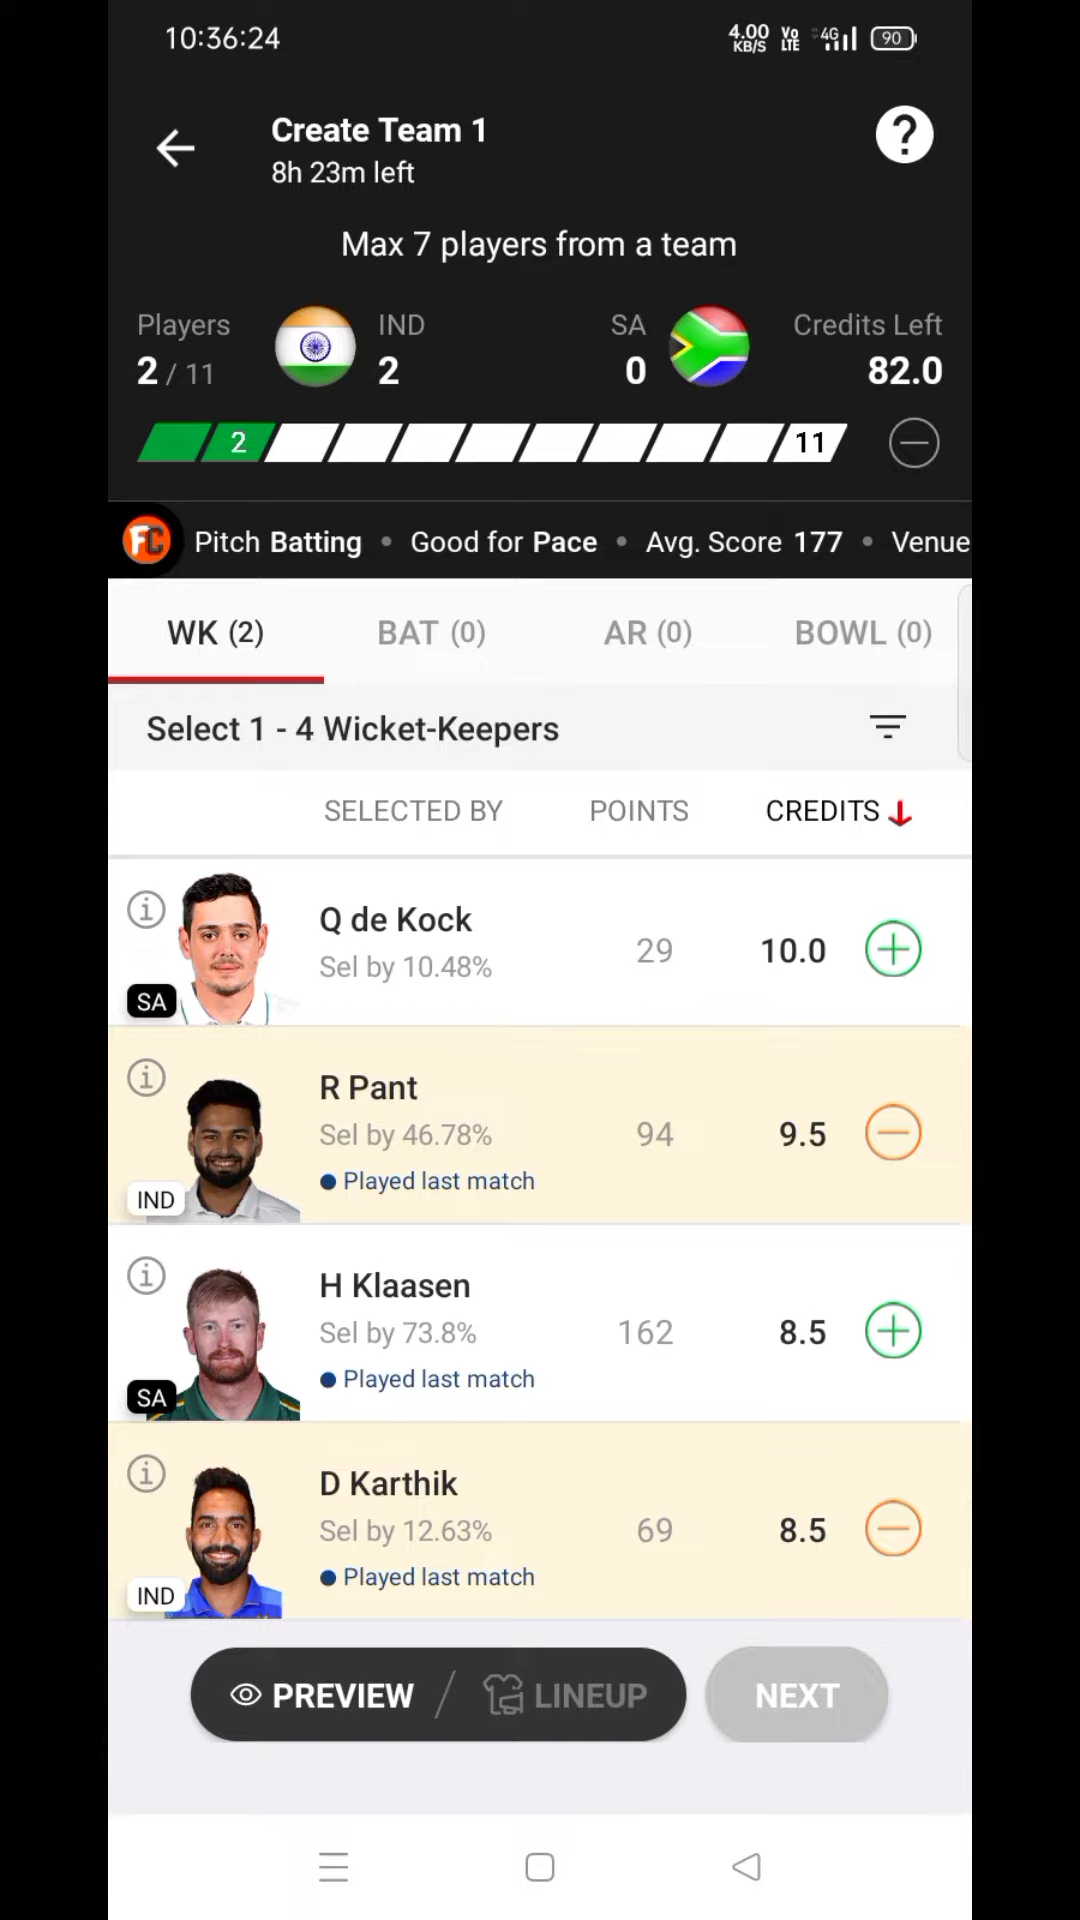 10:36:24
4.00 KB/S Vo LTE 4G 90
Create Team 1
8h 23m left
?
Max 7 players from a team
Players IND SA Credits Left
2 / 11 2 0 82.0
2 11
FC Pitch Batting • Good for Pace • Avg. Score 177 • Venue
WK (2) BAT (0) AR (0) BOWL (0)
Select 1 - 4 Wicket-Keepers
SELECTED BY POINTS CREDITS
Q de Kock
Sel by 10.48% 29 10.0
SA
R Pant
Sel by 46.78% 94 9.5
Played last match
IND
H Klaasen
Sel by 73.8% 162 8.5
Played last match
SA
D Karthik
Sel by 12.63% 69 8.5
Played last match
IND
PREVIEW / LINEUP NEXT